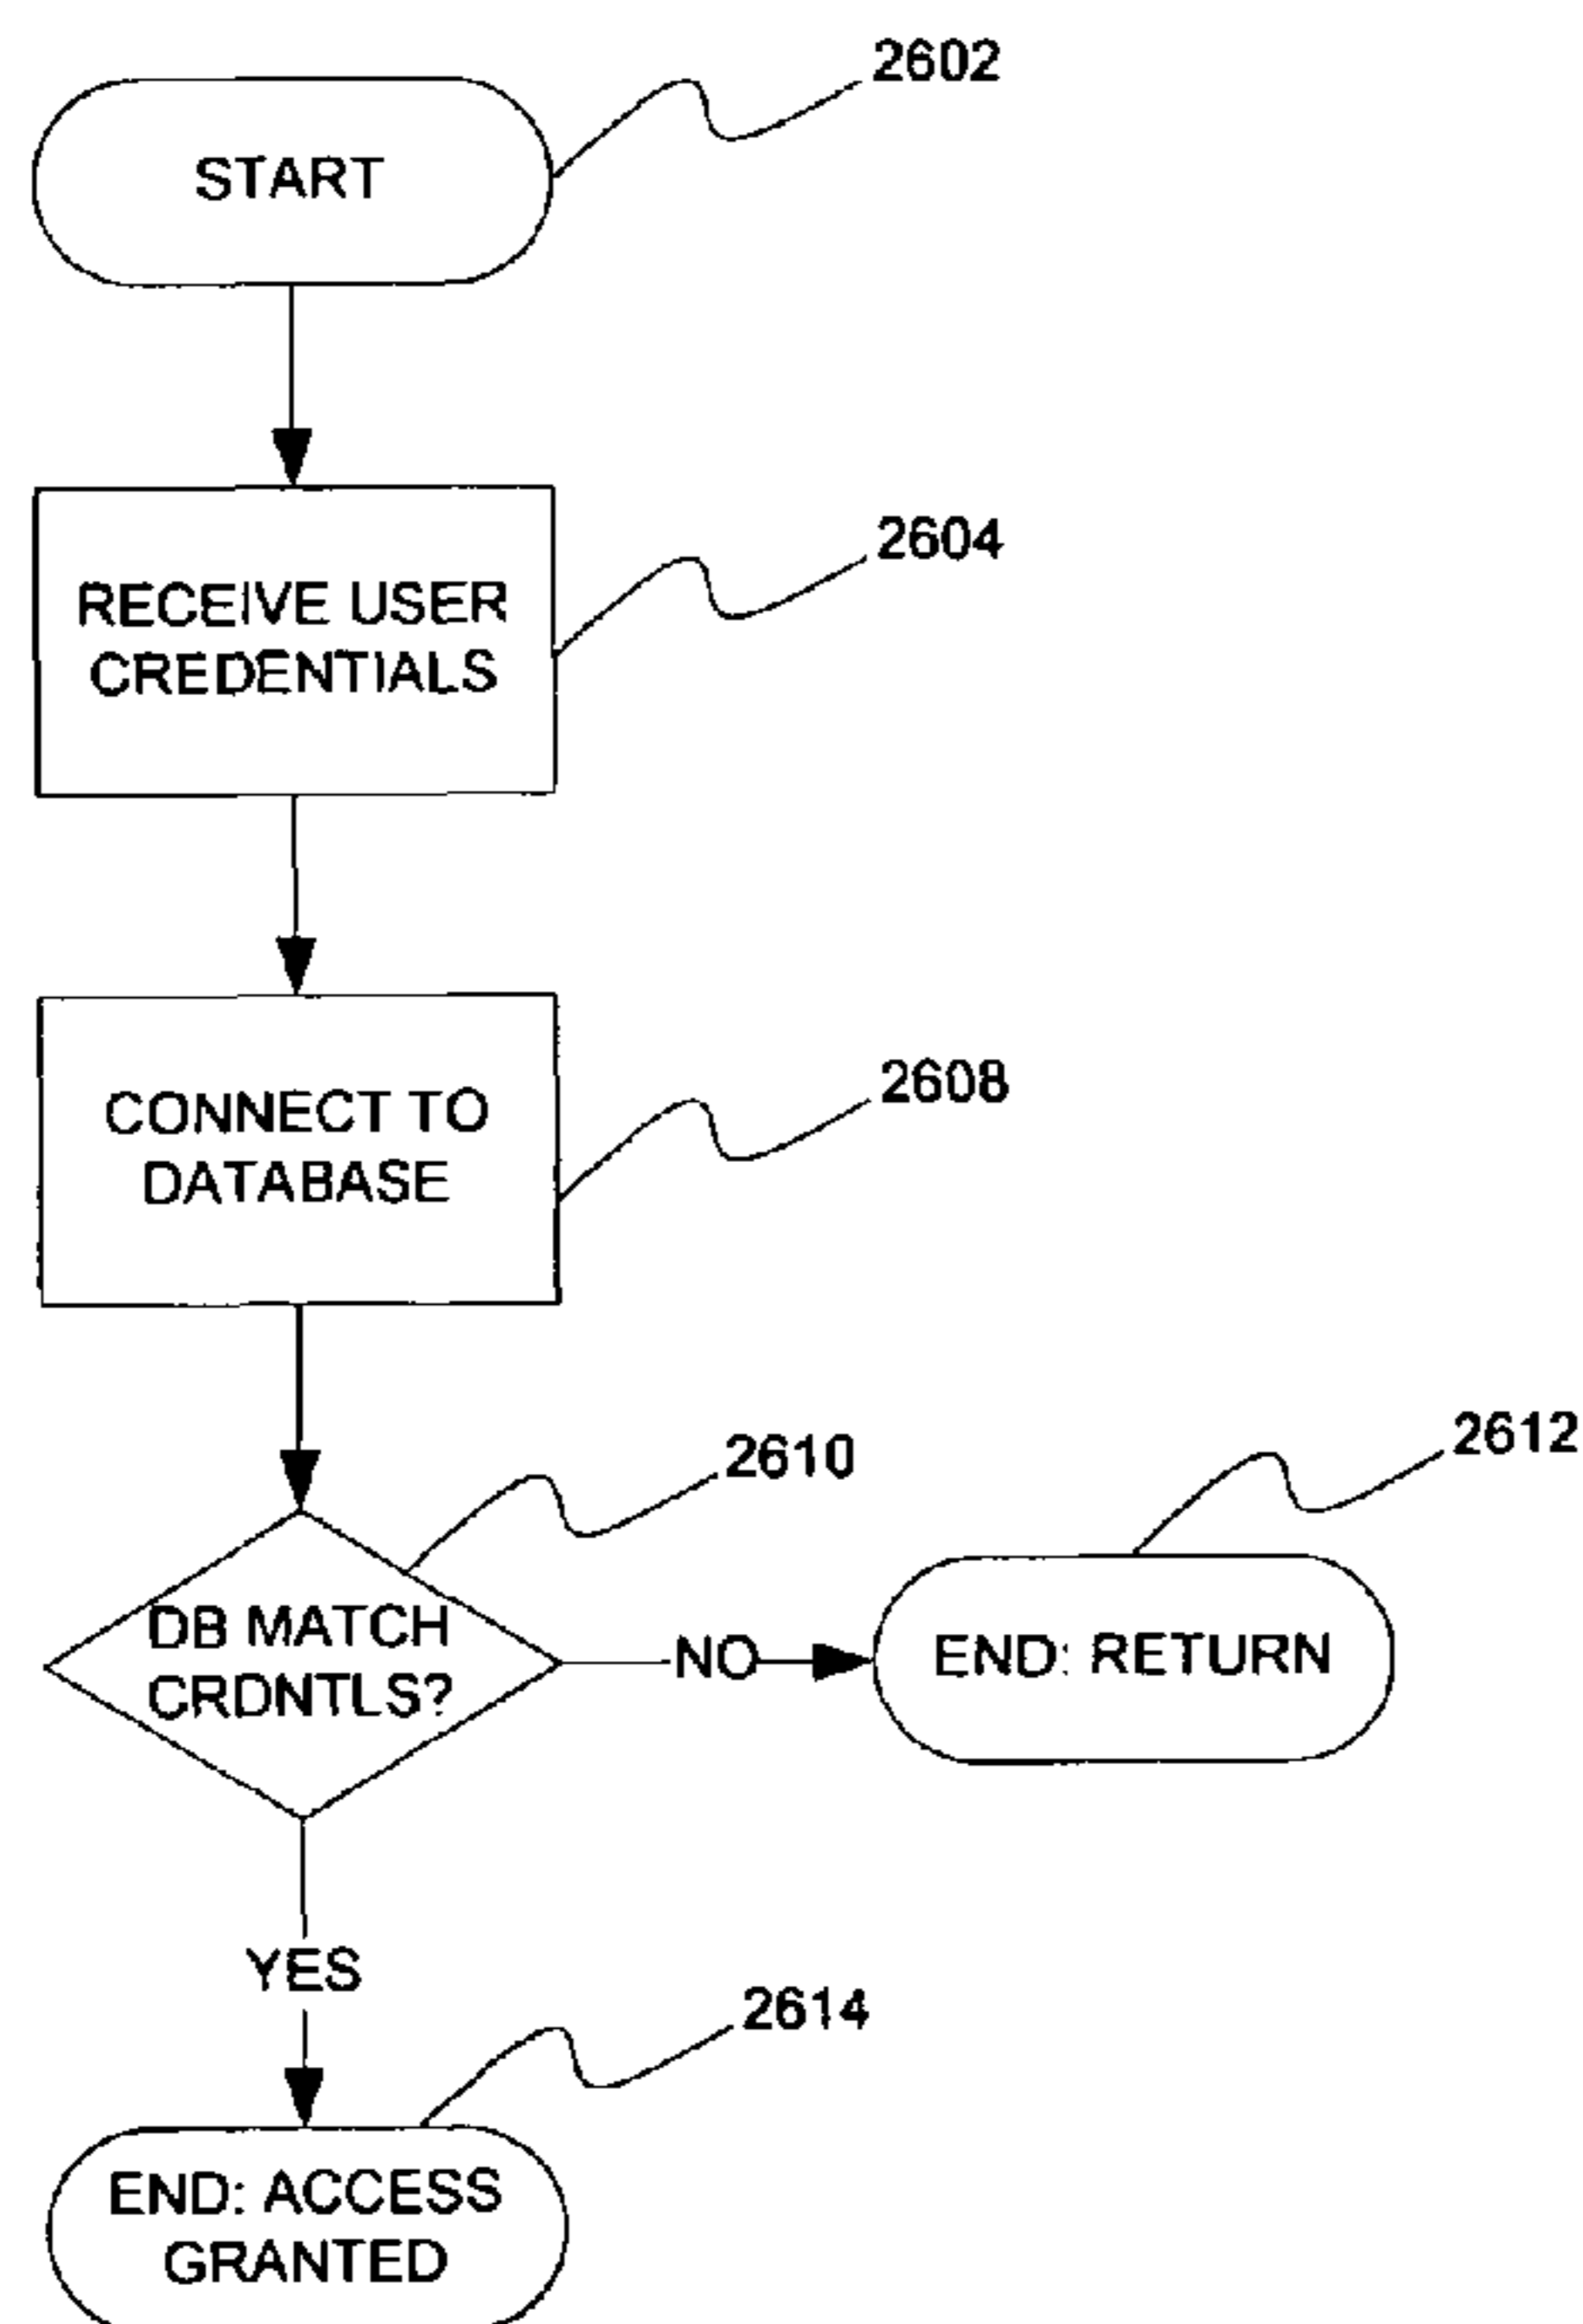 2602
START
2604
RECEIVE USER
CREDENTIALS
2608
CONNECT TO
DATABASE
2610
2612
DB MATCH
CRDNTLS?
NO
END: RETURN
YES
2614
END: ACCESS
GRANTED